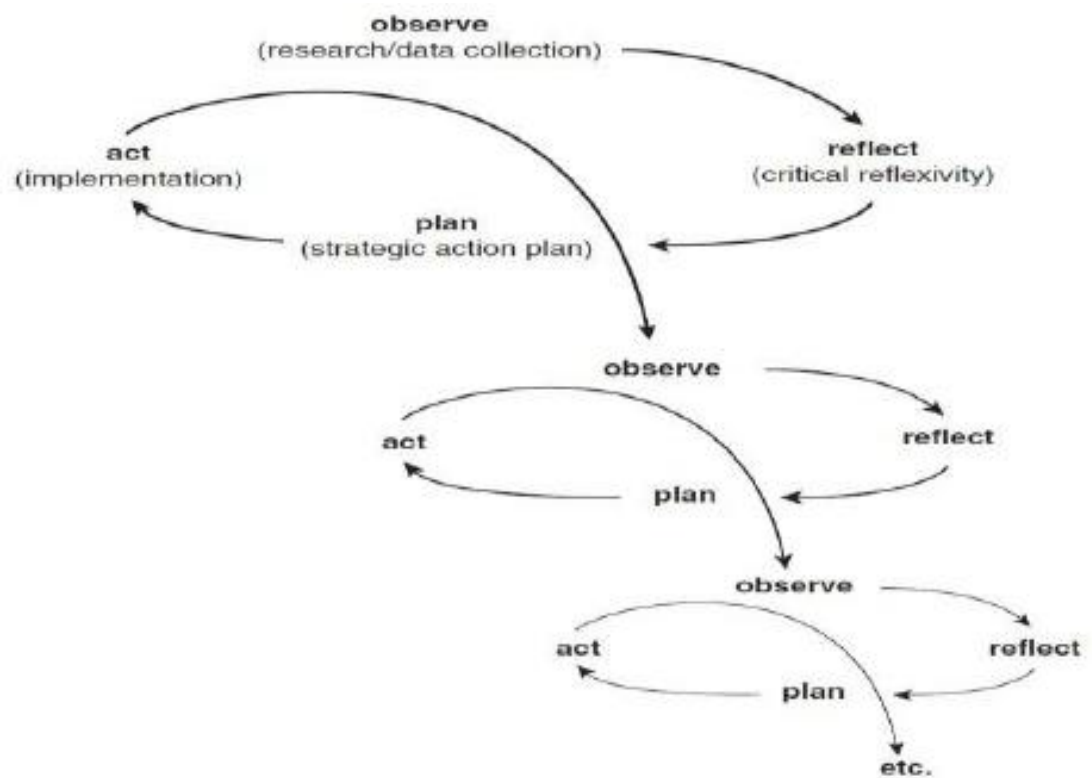 observe
(research/data collection)
reflect
(critical reflexivity)
plan
(strategic action plan)
act
(implementation)
observe
reflect
plan
act
observe
reflect
plan
act
etc.